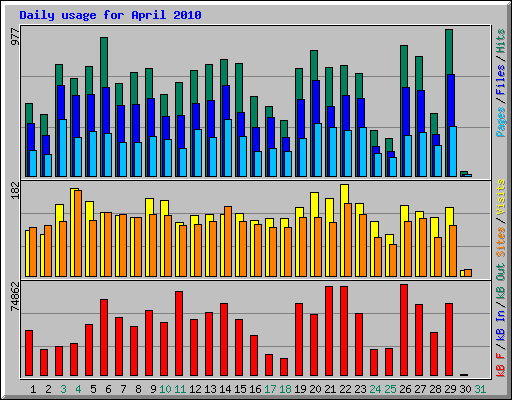 Daily usage for April 2010
977
Pages / Files / Hits
182
Sites / Visits
74862
kB F / kB In / kB Out
1 2 3 4 5 6 7 8 9 10 11 12 13 14 15 16 17 18 19 20 21 22 23 24 25 26 27 28 29 30 31